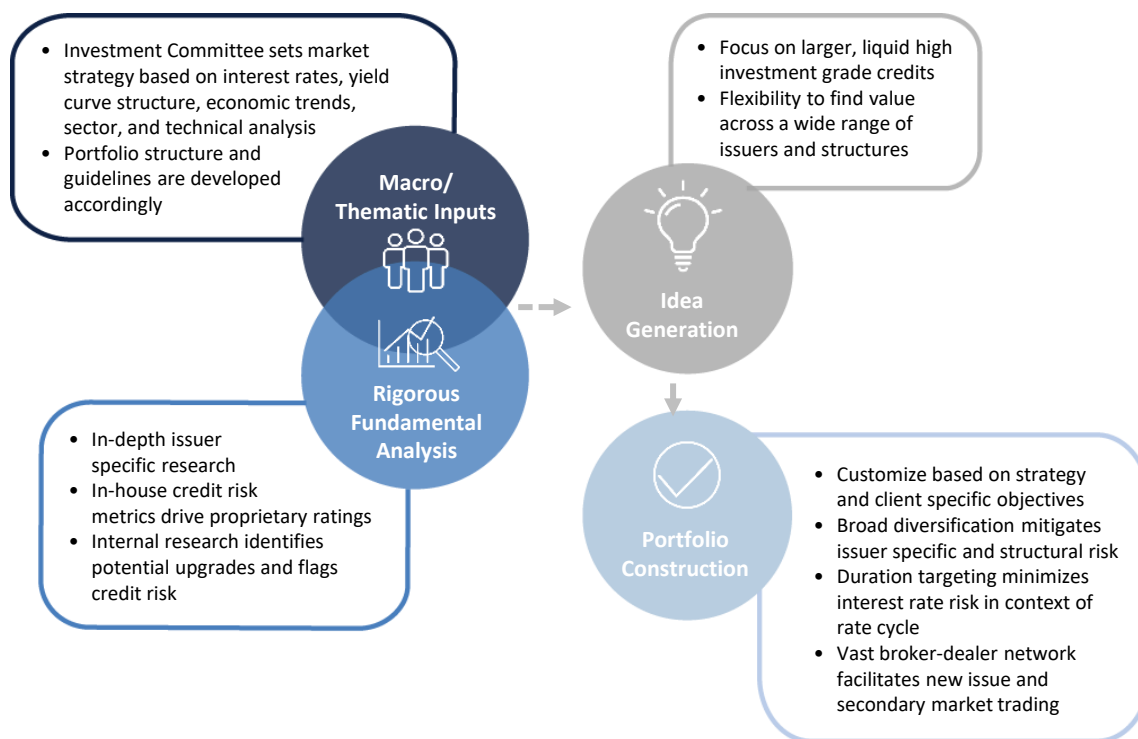 • Investment Committee sets market
strategy based on interest rates, yield
curve structure, economic trends,
sector, and technical analysis
• Portfolio structure and
guidelines are developed
accordingly
Macro/
Thematic Inputs
• Focus on larger, liquid high
investment grade credits
• Flexibility to find value
across a wide range of
issuers and structures
Idea
Generation
Rigorous
Fundamental
Analysis
• In-depth issuer
specific research
• In-house credit risk
metrics drive proprietary ratings
• Internal research identifies
potential upgrades and flags
credit risk
Portfolio
Construction
• Customize based on strategy
and client specific objectives
• Broad diversification mitigates
issuer specific and structural risk
• Duration targeting minimizes
interest rate risk in context of
rate cycle
• Vast broker-dealer network
facilitates new issue and
secondary market trading